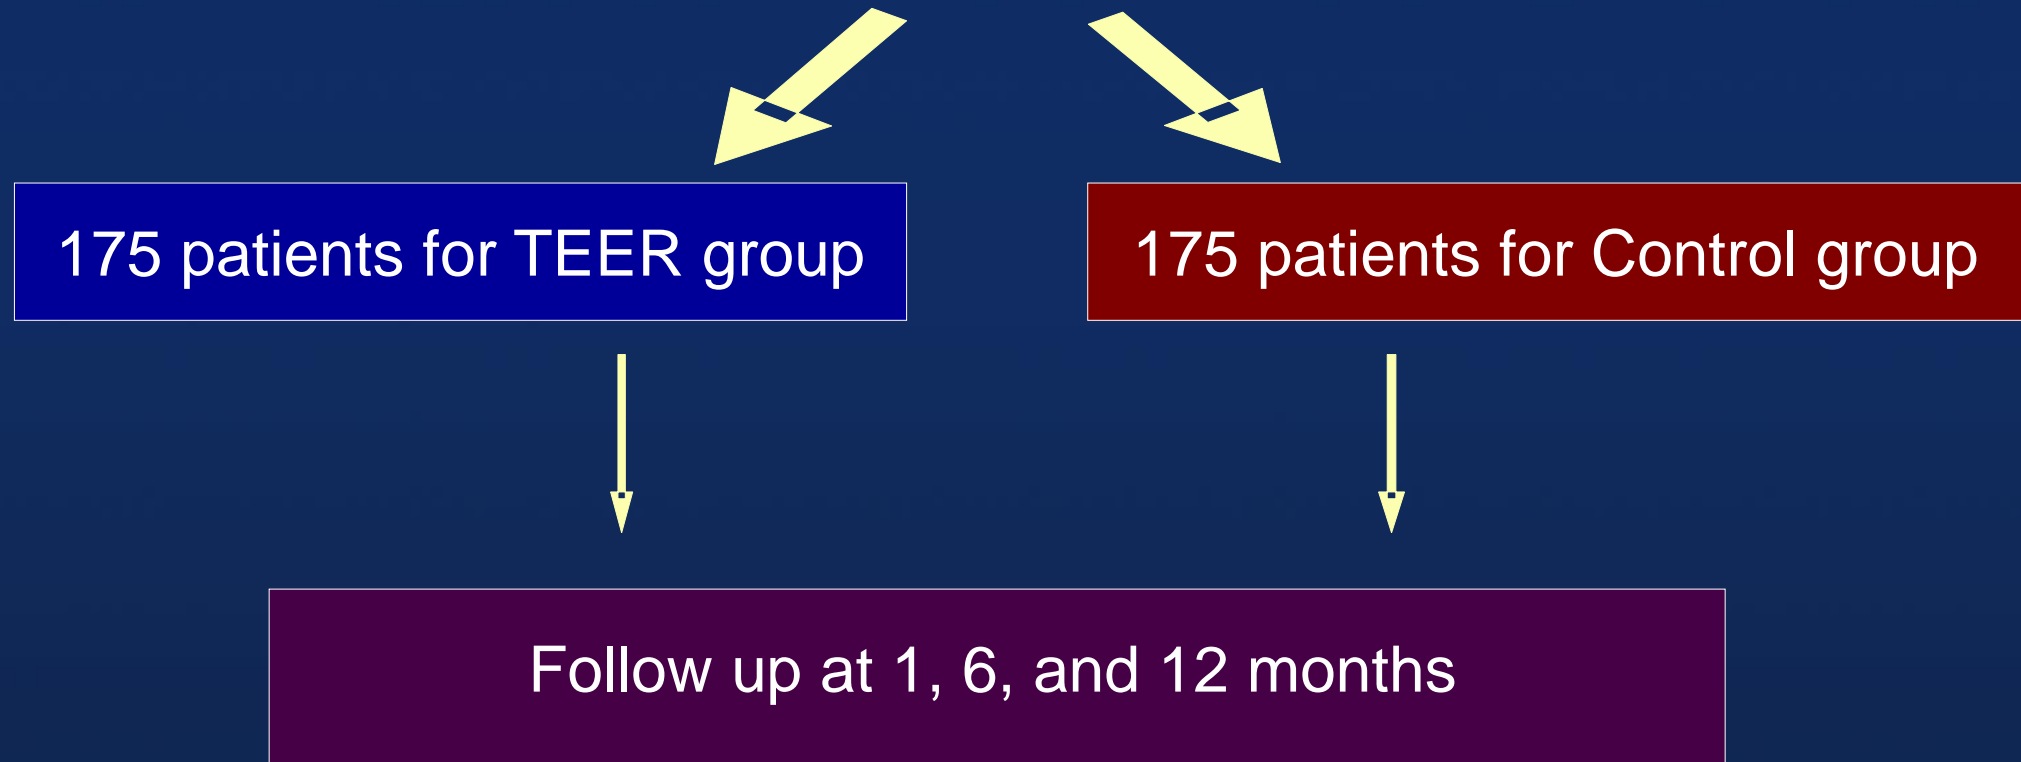 175 patients for TEER group
175 patients for Control group
Follow up at 1, 6, and 12 months